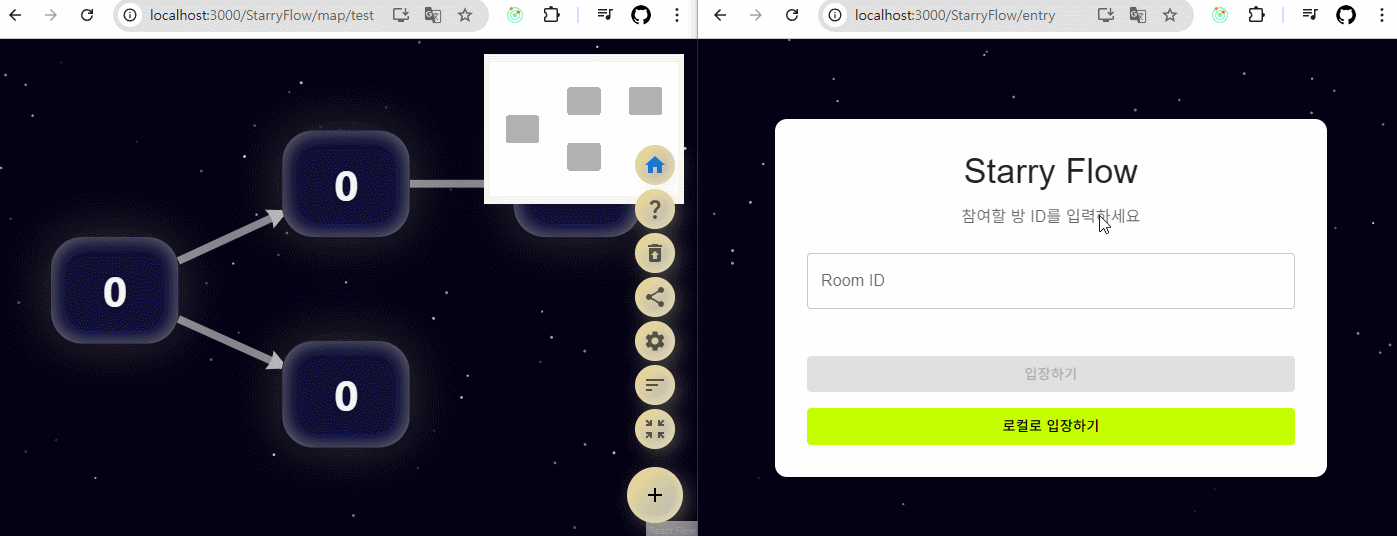 localhost:3000/StarryFlow/map/test
0
0
0
?
+
React Flow
localhost:3000/StarryFlow/entry
Starry Flow
참여할 방 ID를 입력하세요
Room ID
입장하기
로컬로 입장하기